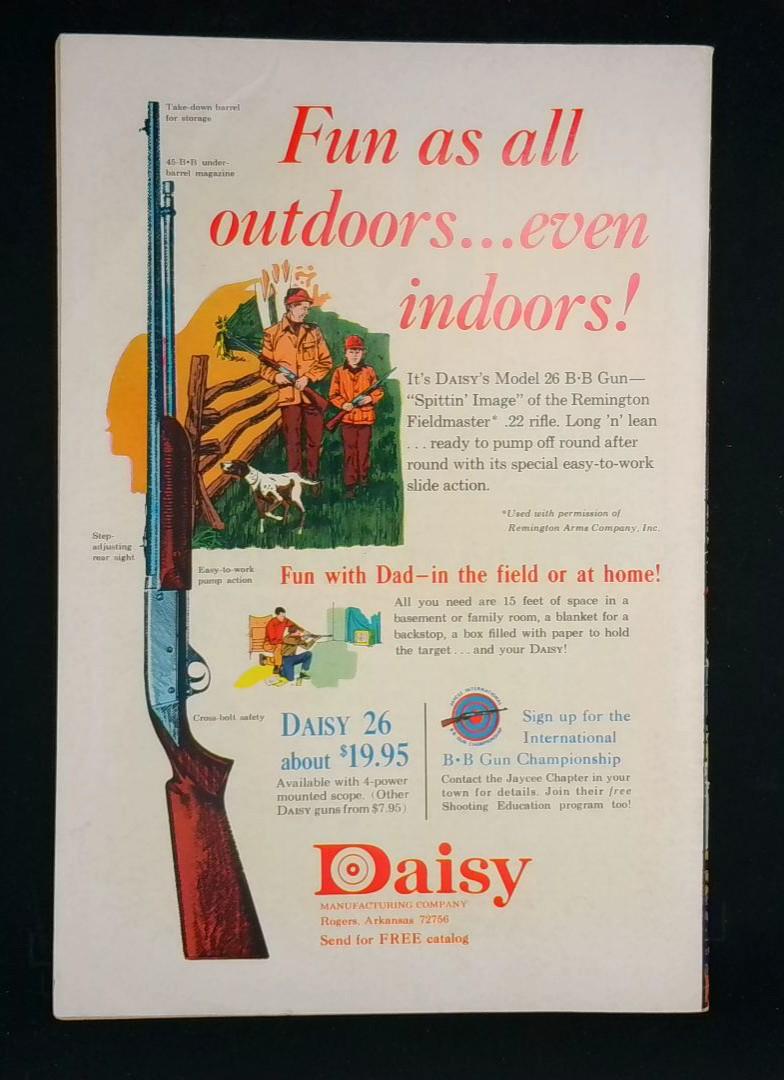 Take-down barrel
for storage
45-B•B under-
barrel magazine
Fun as all
outdoors...even
indoors!
It's DAISY's Model 26 B•B Gun—
"Spittin' Image" of the Remington
Fieldmaster* .22 rifle. Long 'n' lean
. . . ready to pump off round after
round with its special easy-to-work
slide action.
*Used with permission of
Remington Arms Company, Inc.
Step-
adjusting
rear sight
Easy-to-work
pump action
Fun with Dad—in the field or at home!
All you need are 15 feet of space in a
basement or family room, a blanket for a
backstop, a box filled with paper to hold
the target . . . and your DAISY!
Cross-bolt safety
DAISY 26
about $19.95
Available with 4-power
mounted scope. (Other
DAISY guns from $7.95)
JAYCEE INTERNATIONAL
B•B GUN CHAMPIONSHIP
Sign up for the
International
B•B Gun Championship
Contact the Jaycee Chapter in your
town for details. Join their free
Shooting Education program too!
Daisy
MANUFACTURING COMPANY
Rogers, Arkansas 72756
Send for FREE catalog